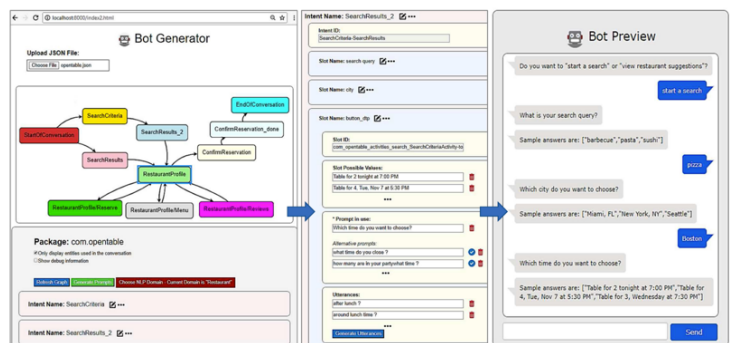 localhost:8000/index2.html
Bot Generator
Upload JSON File:
Choose File opentable.json
EndOfConversation
SearchCriteria
StartOfConversation
SearchResults_2
ConfirmReservation_done
SearchResults
ConfirmReservation
RestaurantProfile
RestaurantProfile/Reserve
RestaurantProfile/Menu
RestaurantProfile/Reviews
Package: com.opentable
Only display entities used in the conversation
Show debug information
Refresh Graph
Generate Prompts
Choose NLP Domain : Current Domain is "Restaurant"
Intent Name: SearchCriteria
Intent Name: SearchResults_2
Intent Name: SearchResults_2
Intent ID:
SearchCriteria-SearchResults
Slot Name: search query
Slot Name: city
Slot Name: button_dtp
Slot ID:
com_opentable_activities_search_SearchCriteriaActivity-to
Slot Possible Values:
Table for 2 tonight at 7:00 PM
Table for 4, Tue, Nov 7 at 5:30 PM
* Prompt in use:
Which time do you want to choose?
Alternative prompts:
what time do you close ?
how many are in your partywhat time ?
Utterances:
after lunch ?
around lunch time ?
Generate Utterances
Bot Preview
Do you want to "start a search" or "view restaurant suggestions"?
start a search
What is your search query?
Sample answers are: ["barbecue","pasta","sushi"]
pizza
Which city do you want to choose?
Sample answers are: ["Miami, FL","New York, NY","Seattle"]
Boston
Which time do you want to choose?
Sample answers are: ["Table for 2 tonight at 7:00 PM","Table for
4, Tue, Nov 7 at 5:30 PM","Table for 3, Wednesday at 7:30 PM"]
Send